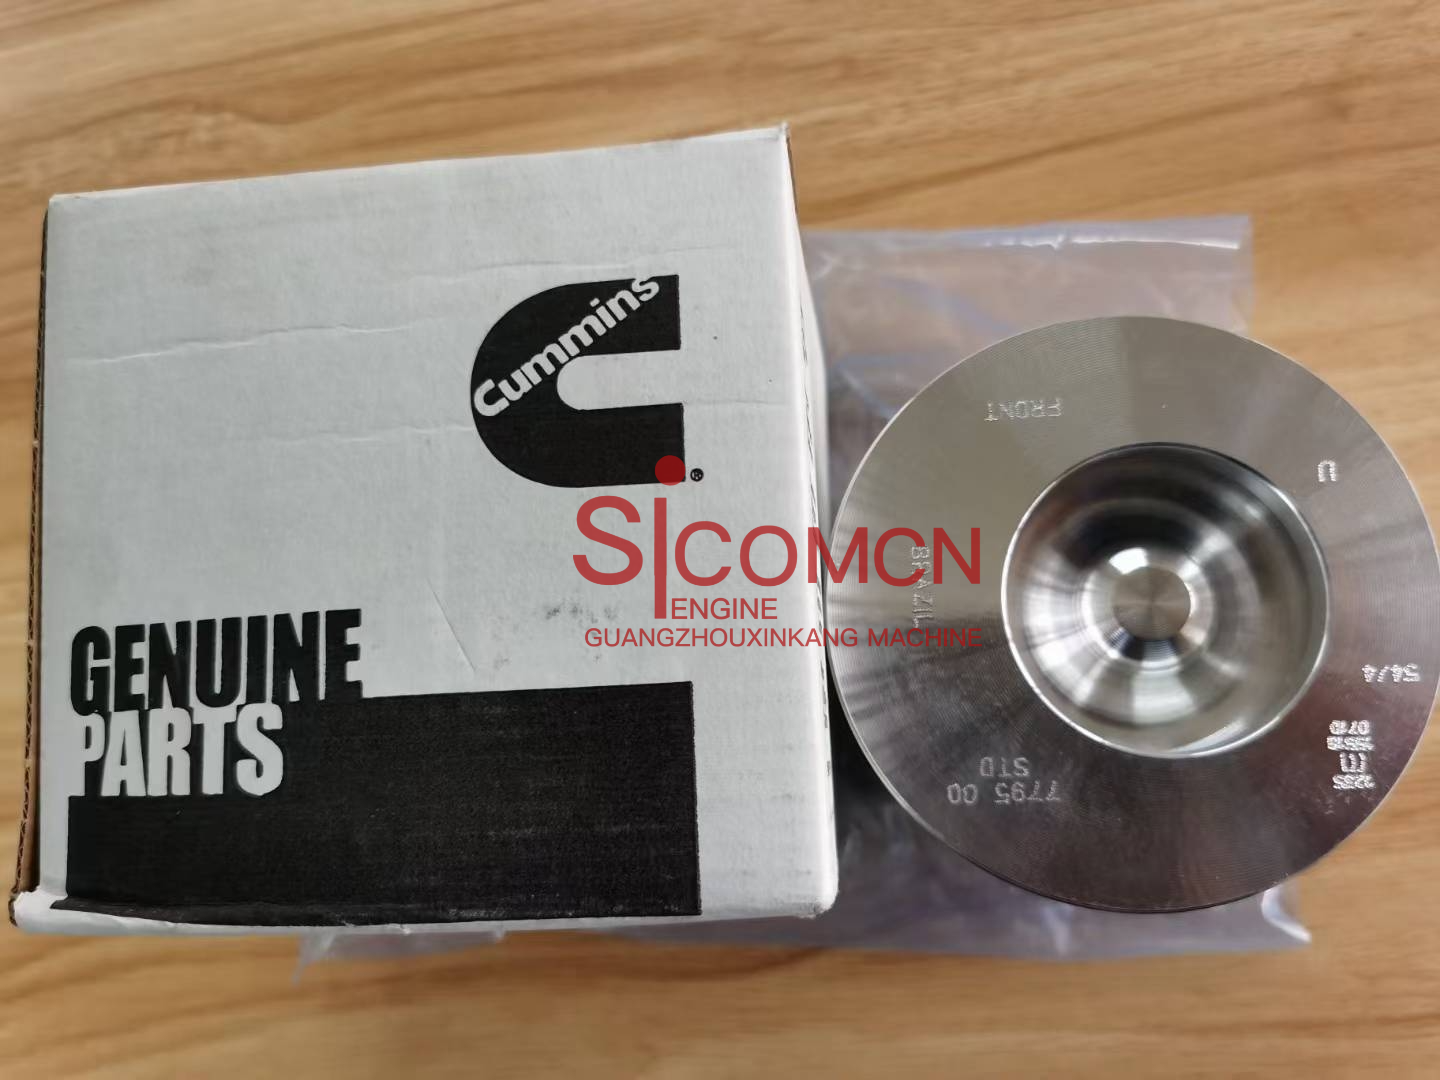 Cummins
®
GENUINE
PARTS
SiCOMCN
ENGINE
GUANGZHOUXINKANG MACHINE
FRONT
U
BRAZIL
54/4
7795 00
STD